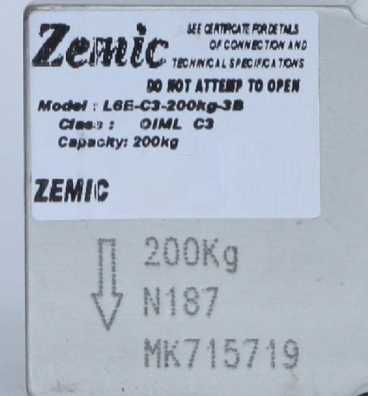 Zemic
SEE CERTIFICATE FOR DETAILS
OF CONNECTION AND
TECHNICAL SPECIFICATIONS
DO NOT ATTEMP TO OPEN
Model : L6E-C3-200kg-3B
Class : OIML C3
Capacity: 200kg
ZEMIC
200Kg
N187
MK715719